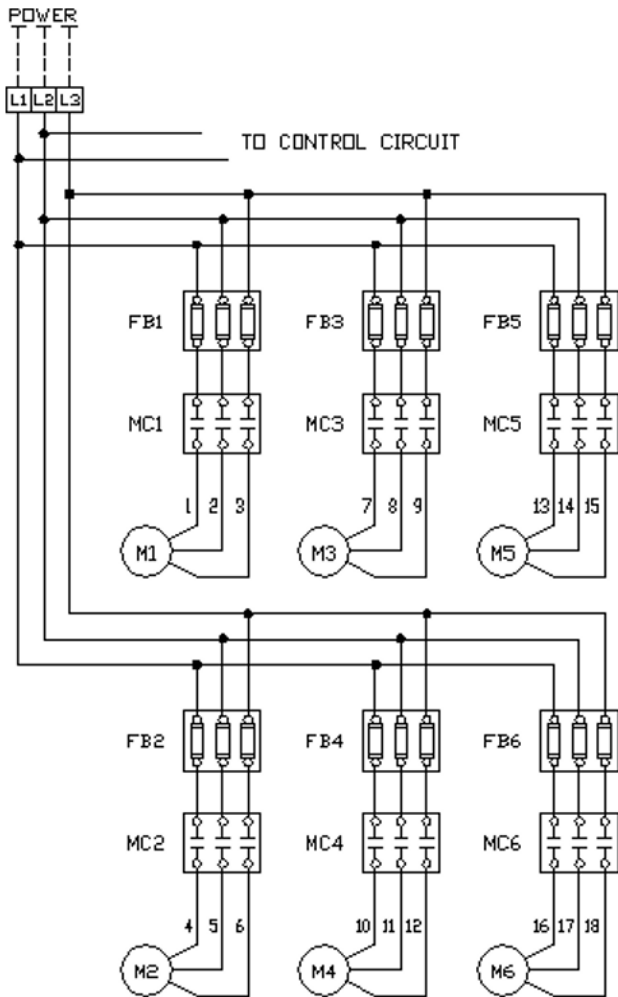 POWER
L1 L2 L3
TO CONTROL CIRCUIT
FB1 FB3 FB5
MC1 MC3 MC5
1 2 3 7 8 9 13 14 15
M1 M3 M5
FB2 FB4 FB6
MC2 MC4 MC6
4 5 6 10 11 12 16 17 18
M2 M4 M6